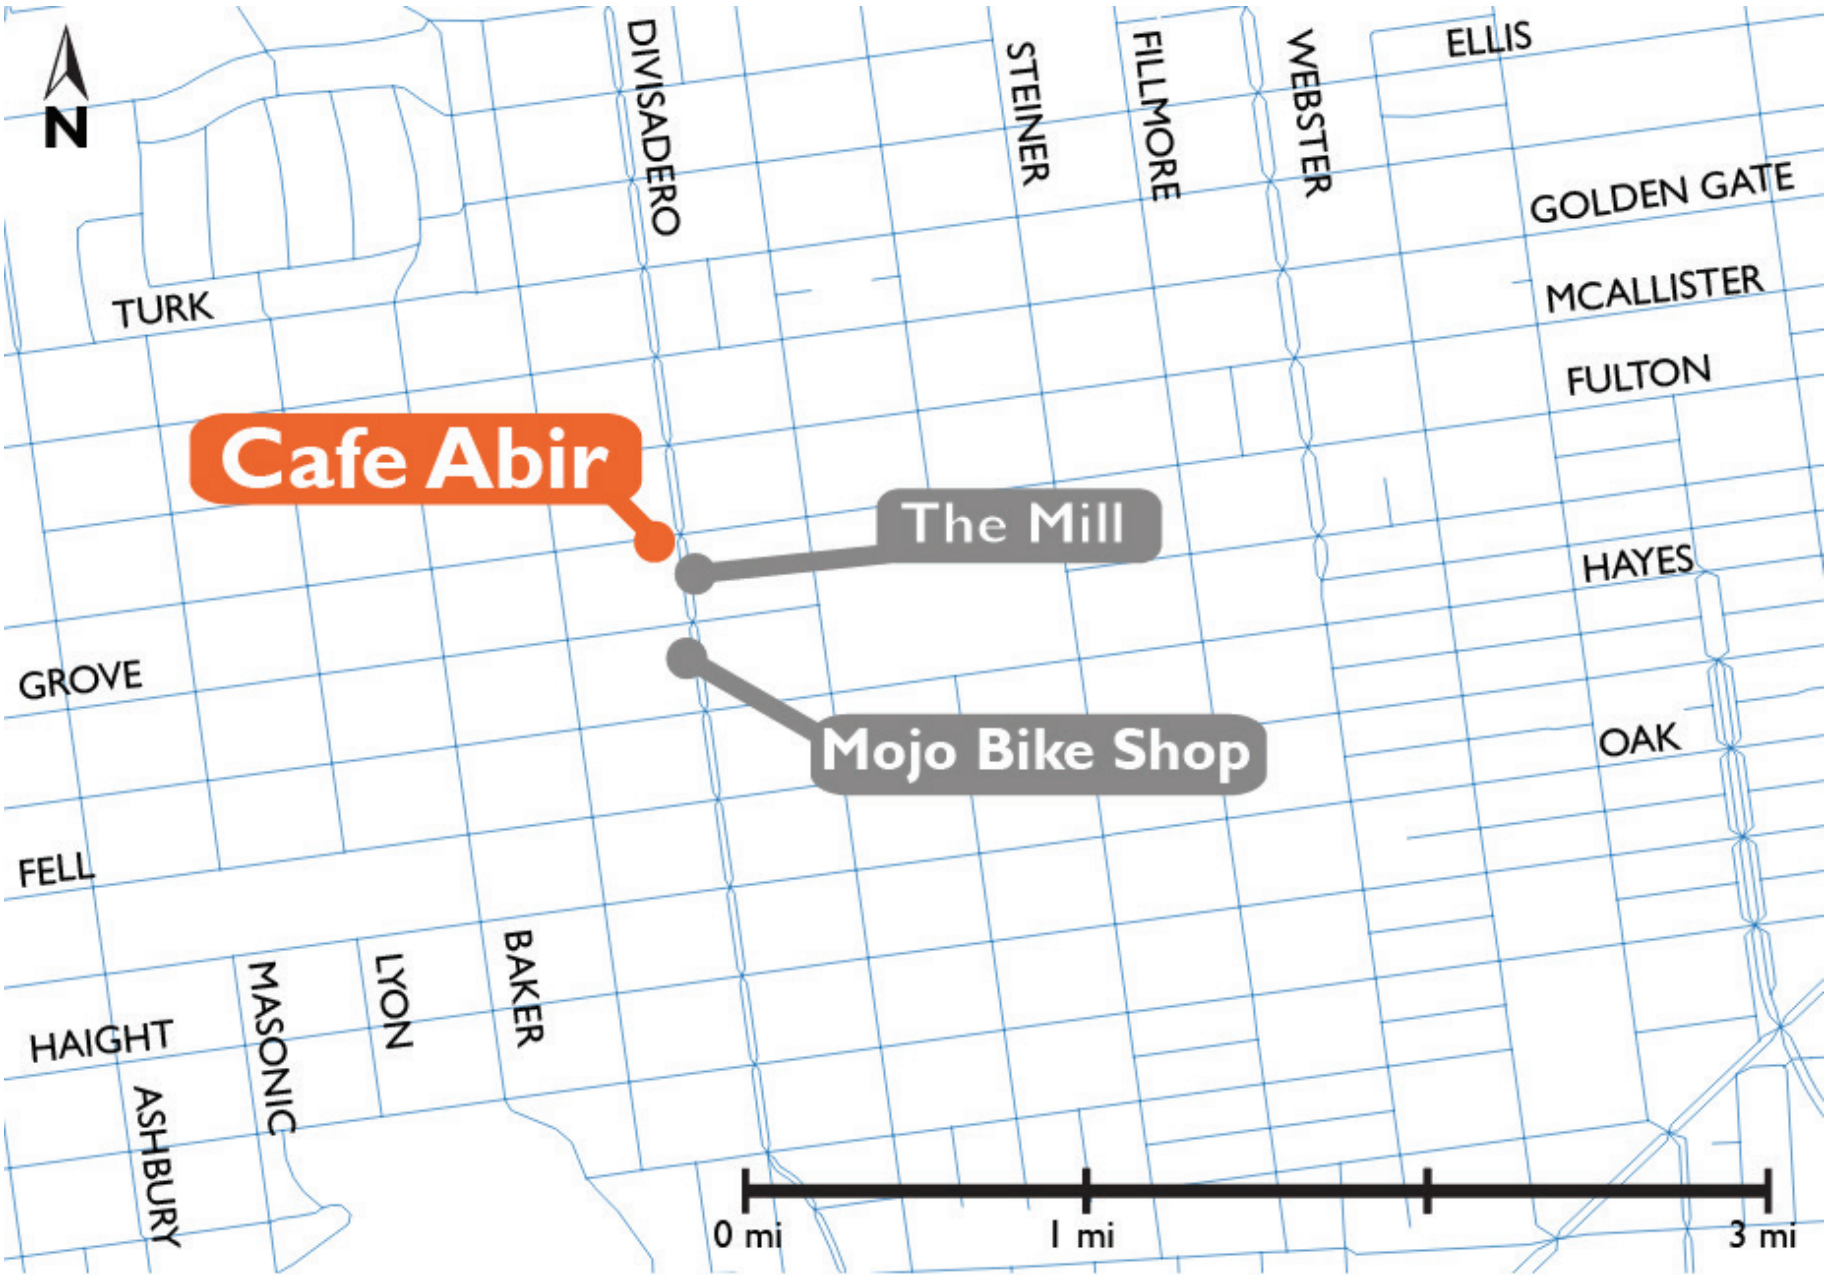 N
DIVISADERO
STEINER
FILLMORE
WEBSTER
ELLIS
GOLDEN GATE
MCALLISTER
TURK
FULTON
Cafe Abir
The Mill
HAYES
GROVE
OAK
Mojo Bike Shop
FELL
HAIGHT
ASHBURY
MASONIC
LYON
BAKER
0 mi
1 mi
3 mi